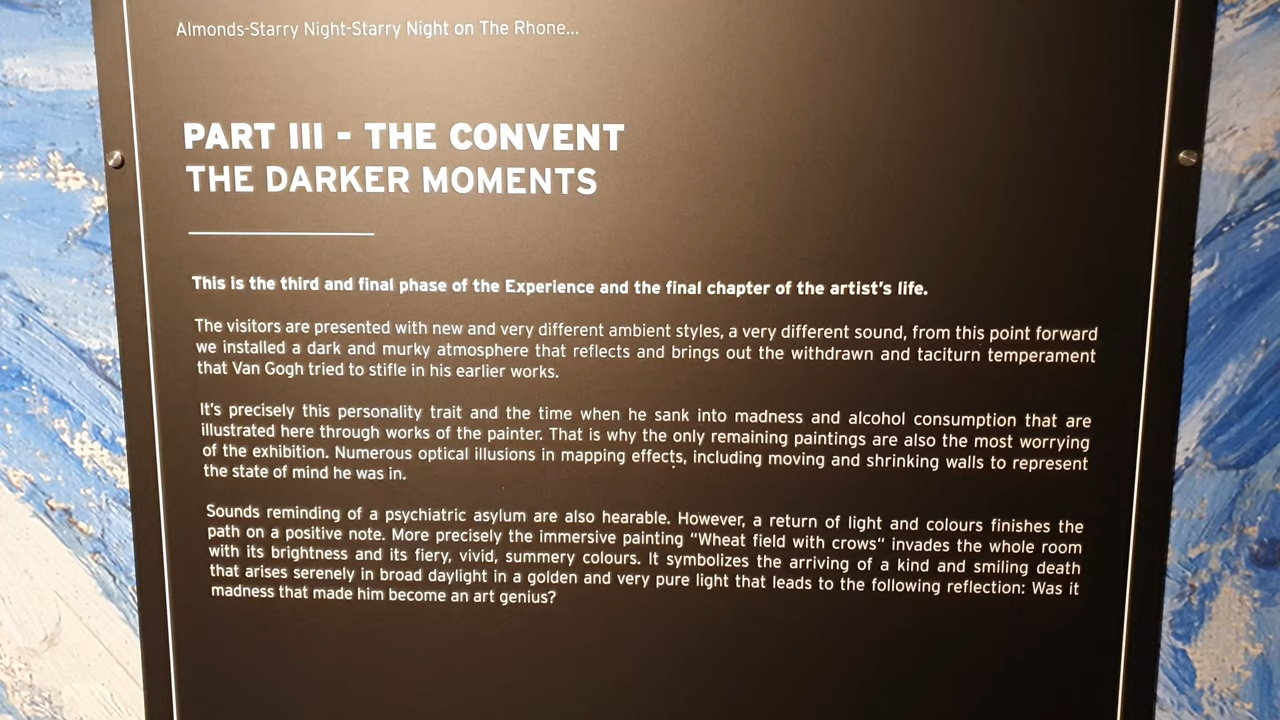 Almonds-Starry Night-Starry Night on The Rhone...
PART III - THE CONVENT
THE DARKER MOMENTS
This is the third and final phase of the Experience and the final chapter of the artist's life.
The visitors are presented with new and very different ambient styles, a very different sound, from this point forward
we installed a dark and murky atmosphere that reflects and brings out the withdrawn and taciturn temperament
that Van Gogh tried to stifle in his earlier works.
It's precisely this personality trait and the time when he sank into madness and alcohol consumption that are
illustrated here through works of the painter. That is why the only remaining paintings are also the most worrying
of the exhibition. Numerous optical illusions in mapping effects, including moving and shrinking walls to represent
the state of mind he was in.
Sounds reminding of a psychiatric asylum are also hearable. However, a return of light and colours finishes the
path on a positive note. More precisely the immersive painting "Wheat field with crows" invades the whole room
with its brightness and its fiery, vivid, summery colours. It symbolizes the arriving of a kind and smiling death
that arises serenely in broad daylight in a golden and very pure light that leads to the following reflection: Was it
madness that made him become an art genius?